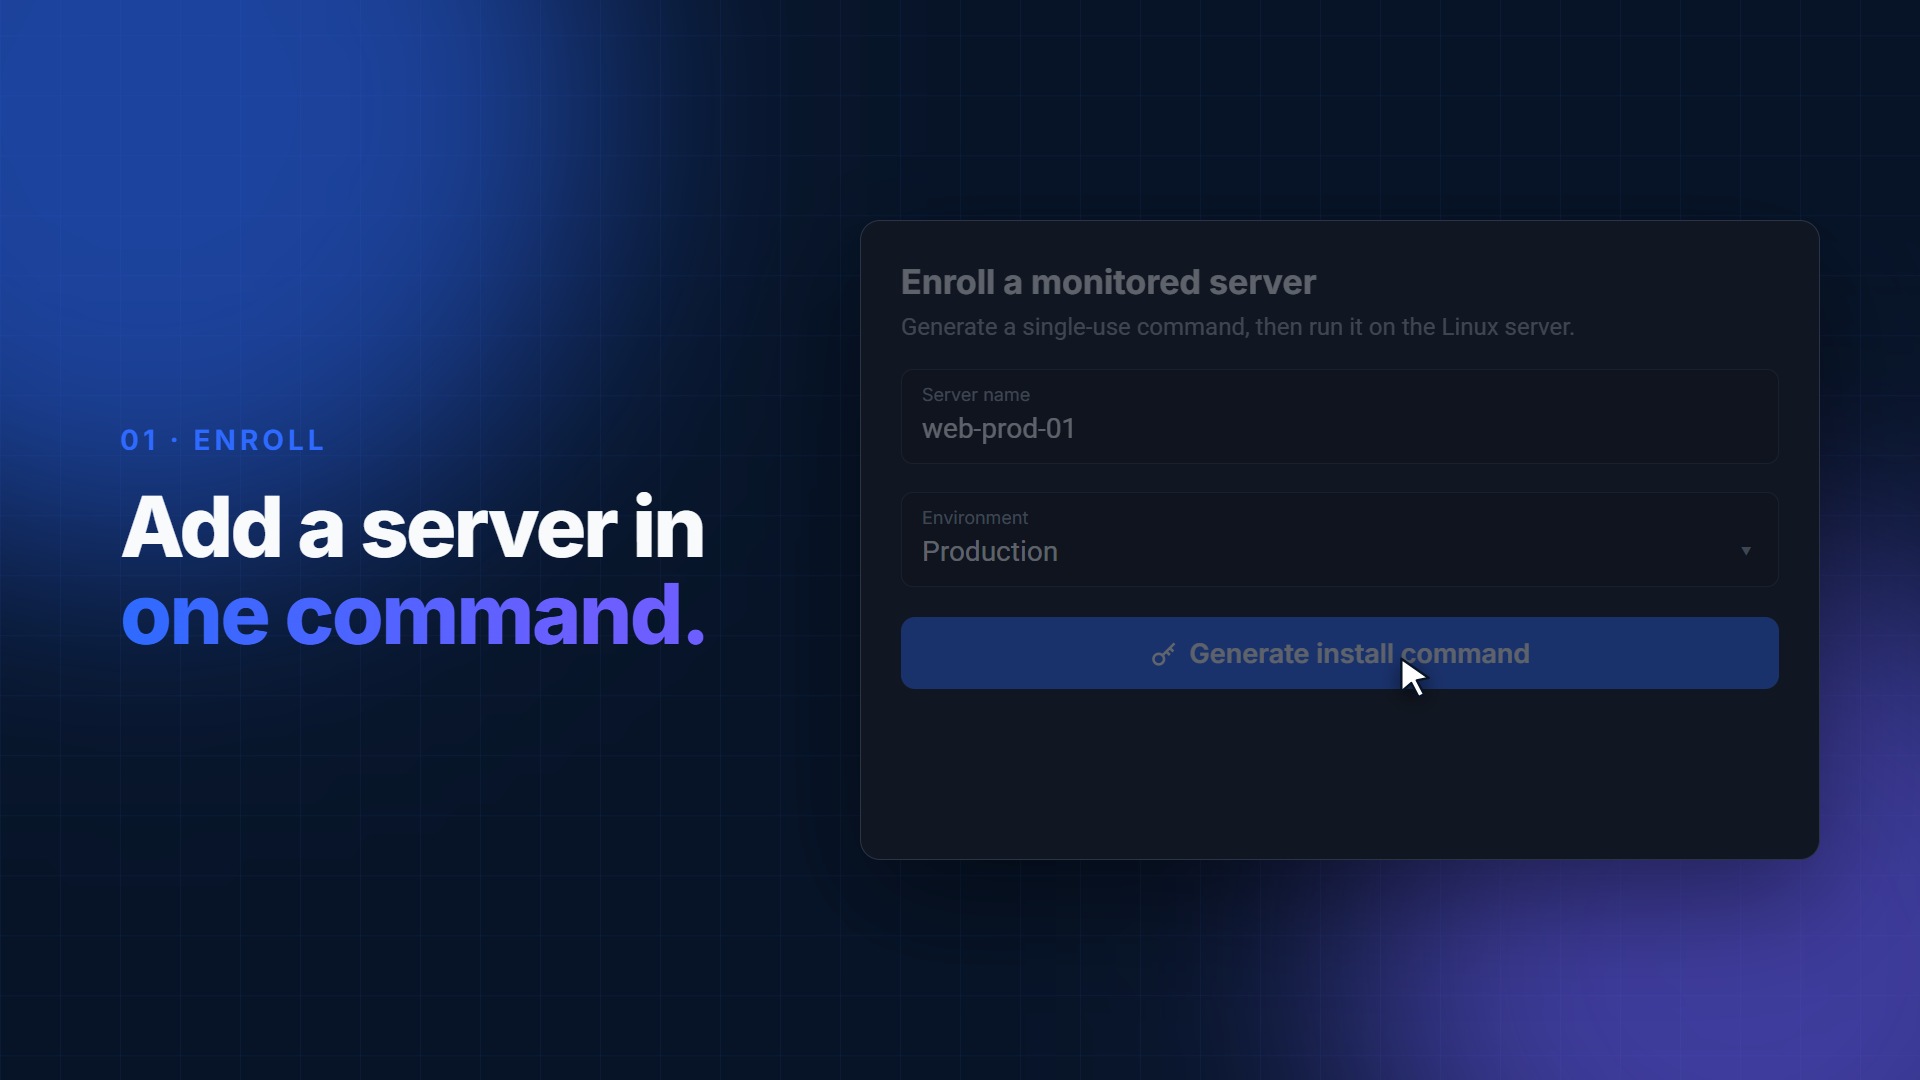 01 · ENROLL
Add a server in
one command.
Enroll a monitored server
Generate a single-use command, then run it on the Linux server.
Server name
web-prod-01
Environment
Production
Generate install command